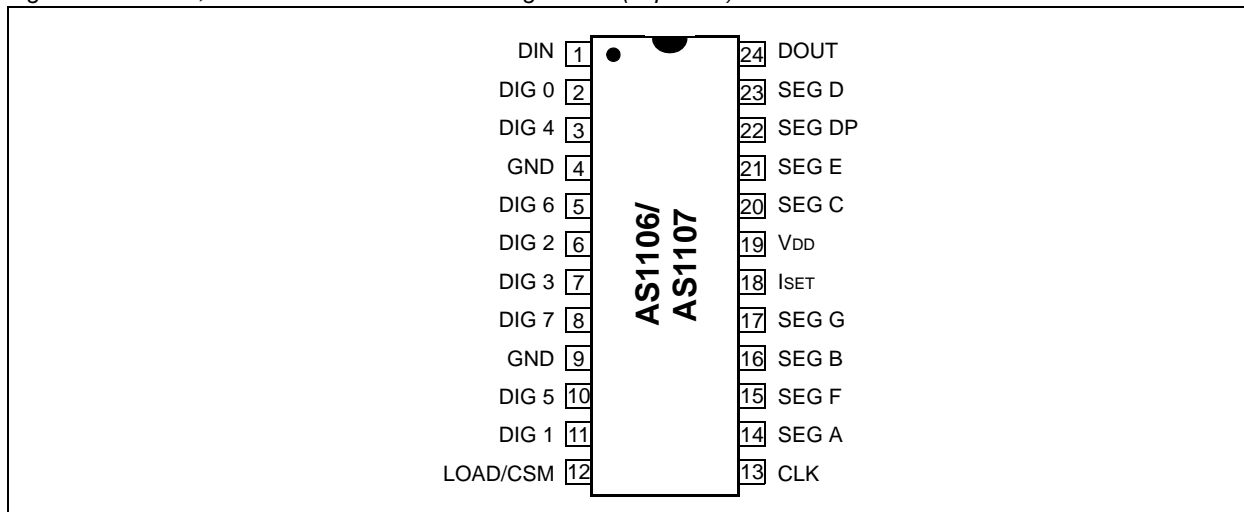 DIN 1
DIG 0 2
DIG 4 3
GND 4
DIG 6 5
DIG 2 6
DIG 3 7
DIG 7 8
GND 9
DIG 5 10
DIG 1 11
LOAD/CSM 12
AS1106/
AS1107
24 DOUT
23 SEG D
22 SEG DP
21 SEG E
20 SEG C
19 VDD
18 ISET
17 SEG G
16 SEG B
15 SEG F
14 SEG A
13 CLK